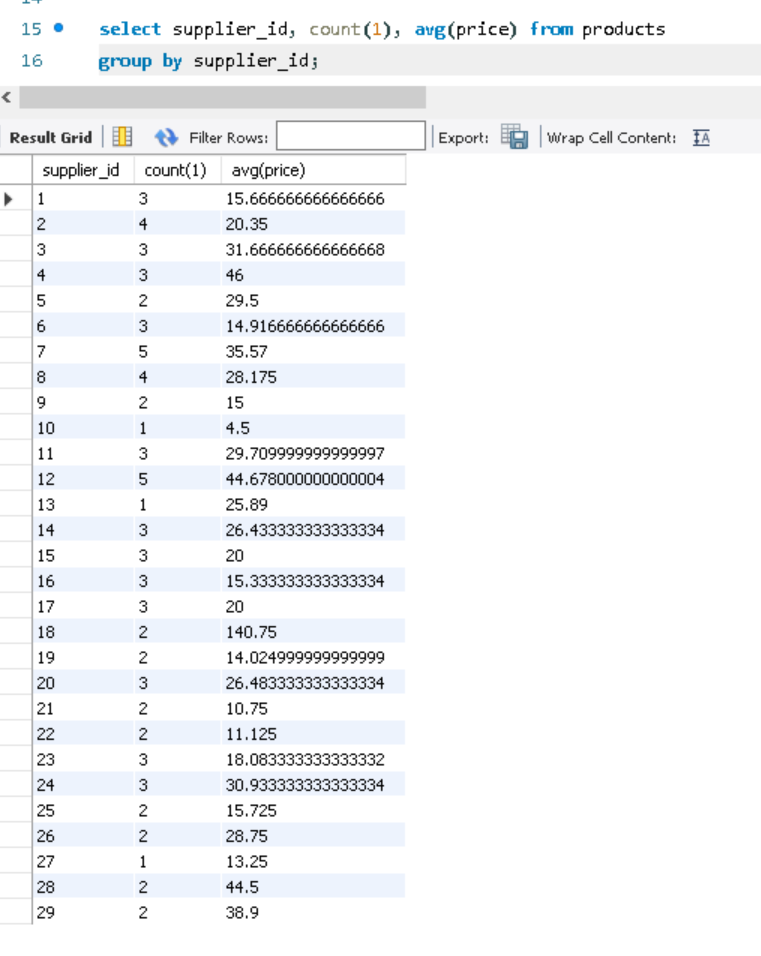 14
15 select supplier_id, count(1), avg(price) from products
16 group by supplier_id;
Result Grid Filter Rows: Export: Wrap Cell Content:
supplier_id count(1) avg(price)
1 3 15.666666666666666
2 4 20.35
3 3 31.666666666666668
4 3 46
5 2 29.5
6 3 14.916666666666666
7 5 35.57
8 4 28.175
9 2 15
10 1 4.5
11 3 29.709999999999997
12 5 44.678000000000004
13 1 25.89
14 3 26.433333333333334
15 3 20
16 3 15.333333333333334
17 3 20
18 2 140.75
19 2 14.024999999999999
20 3 26.483333333333334
21 2 10.75
22 2 11.125
23 3 18.083333333333332
24 3 30.933333333333334
25 2 15.725
26 2 28.75
27 1 13.25
28 2 44.5
29 2 38.9